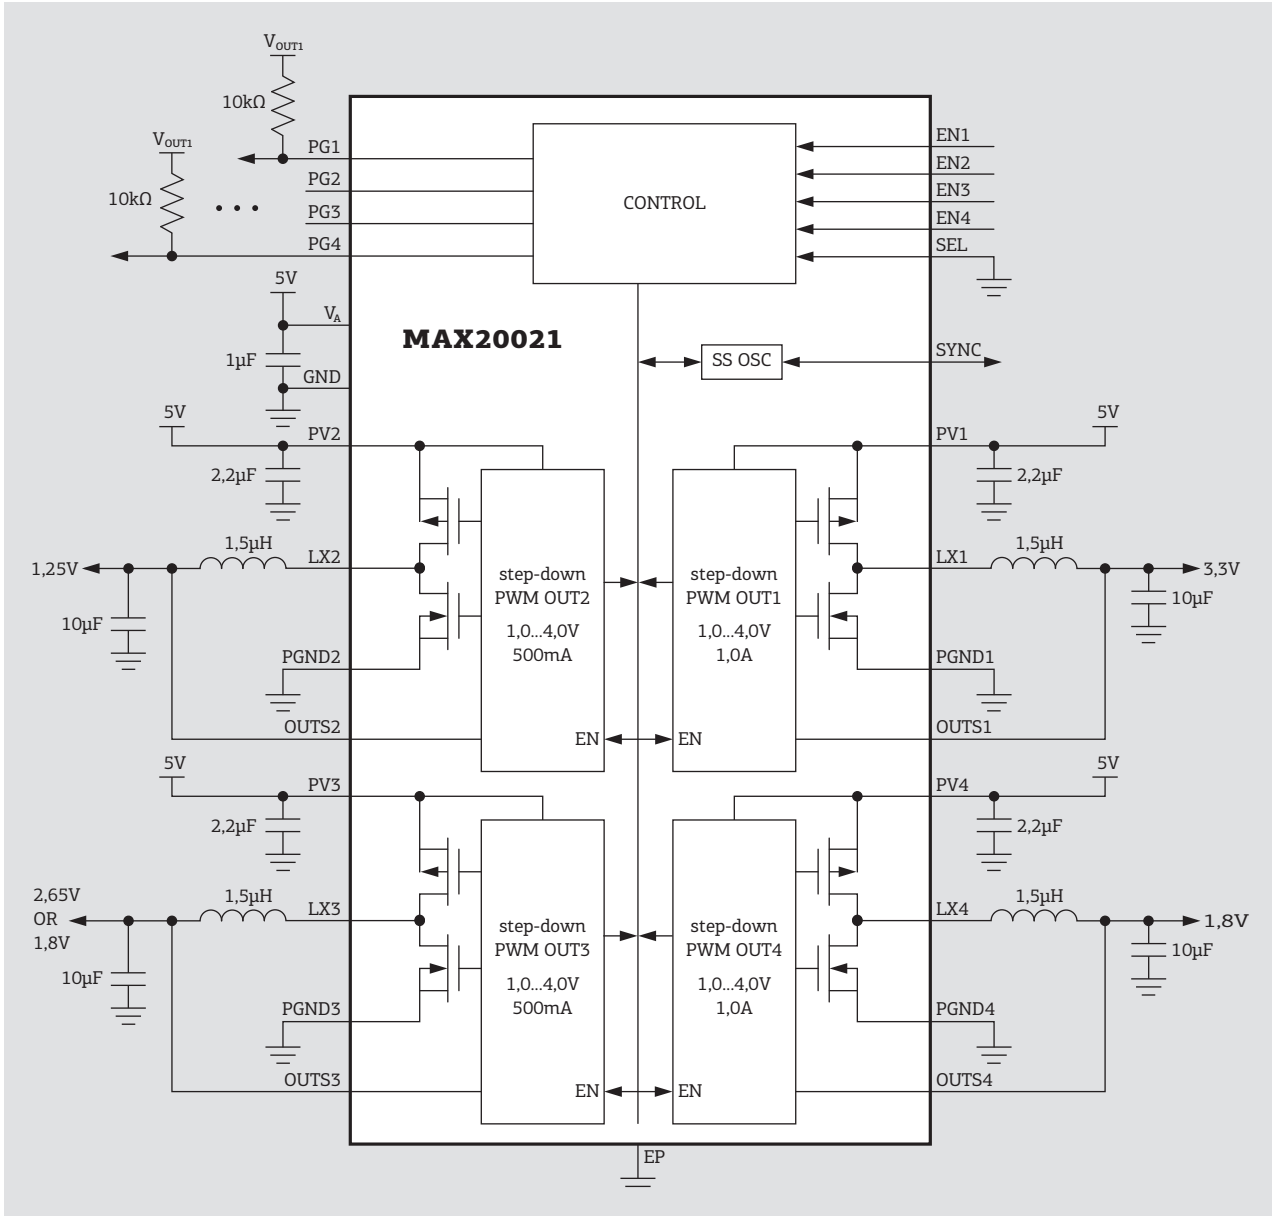 VOUT1
10kΩ
VOUT1
10kΩ
• • •
PG1
PG2
PG3
PG4
CONTROL
EN1
EN2
EN3
EN4
SEL
5V
VA
1µF
GND
MAX20021
SS OSC
SYNC
5V
PV2
2,2µF
PV1
5V
2,2µF
1,25V
1,5µH
LX2
10µF
PGND2
OUTS2
step-down
PWM OUT2
1,0...4,0V
500mA
EN
step-down
PWM OUT1
1,0...4,0V
1,0A
EN
LX1
1,5µH
3,3V
10µF
PGND1
OUTS1
5V
PV3
2,2µF
PV4
5V
2,2µF
2,65V
OR
1,8V
1,5µH
LX3
10µF
PGND3
OUTS3
step-down
PWM OUT3
1,0...4,0V
500mA
EN
step-down
PWM OUT4
1,0...4,0V
1,0A
EN
LX4
1,5µH
1,8V
10µF
PGND4
OUTS4
EP